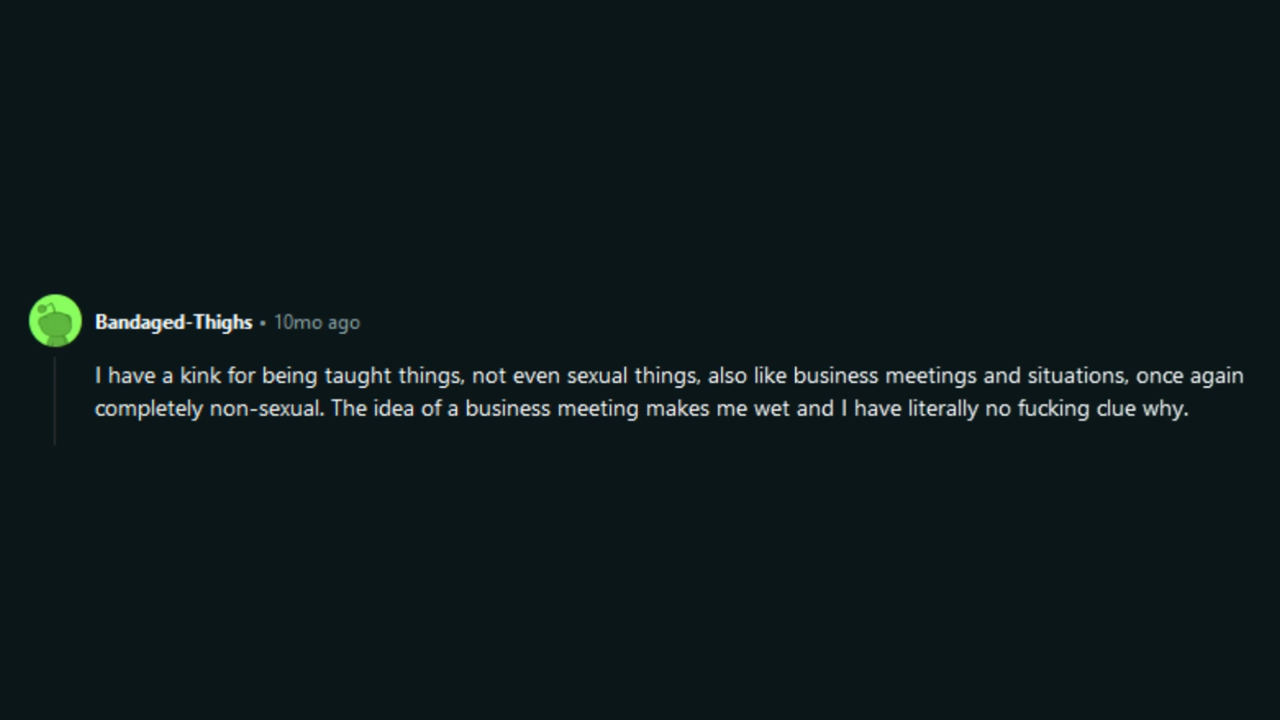 Bandaged-Thighs • 10mo ago
I have a kink for being taught things, not even sexual things, also like business meetings and situations, once again
completely non-sexual. The idea of a business meeting makes me wet and I have literally no fucking clue why.